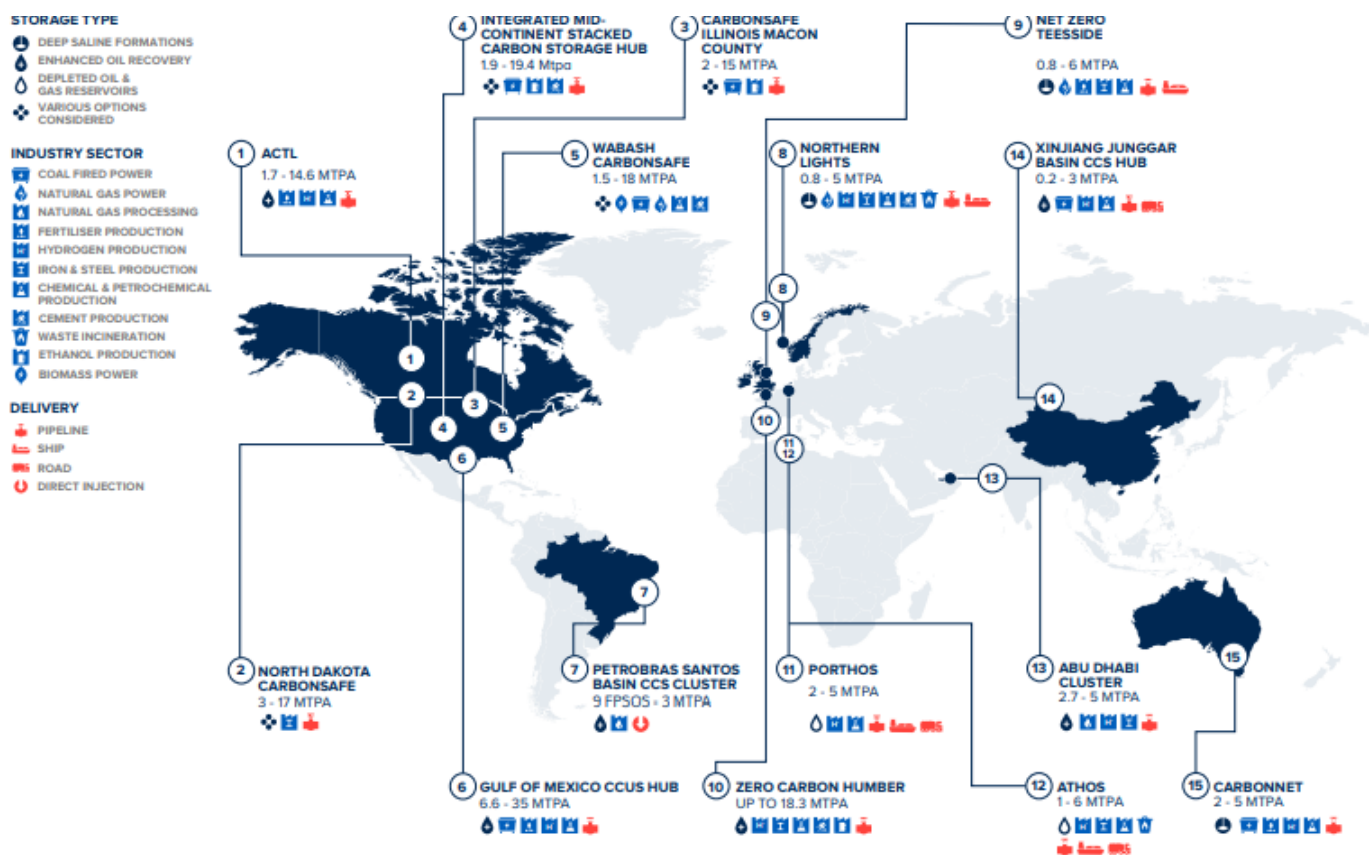 STORAGE TYPE
DEEP SALINE FORMATIONS
ENHANCED OIL RECOVERY
DEPLETED OIL &
GAS RESERVOIRS
VARIOUS OPTIONS
CONSIDERED
INDUSTRY SECTOR
COAL FIRED POWER
NATURAL GAS POWER
NATURAL GAS PROCESSING
FERTILISER PRODUCTION
HYDROGEN PRODUCTION
IRON & STEEL PRODUCTION
CHEMICAL & PETROCHEMICAL
PRODUCTION
CEMENT PRODUCTION
WASTE INCINERATION
ETHANOL PRODUCTION
BIOMASS POWER
DELIVERY
PIPELINE
SHIP
ROAD
DIRECT INJECTION
4 INTEGRATED MID-
CONTINENT STACKED
CARBON STORAGE HUB
1.9 - 19.4 Mtpa
3 CARBONSAFE
ILLINOIS MACON
COUNTY
2 - 15 MTPA
9 NET ZERO
TEESSIDE
0.8 - 6 MTPA
1 ACTL
1.7 - 14.6 MTPA
5 WABASH
CARBONSAFE
1.5 - 18 MTPA
8 NORTHERN
LIGHTS
0.8 - 5 MTPA
14 XINJIANG JUNGGAR
BASIN CCS HUB
0.2 - 3 MTPA
8
9
1
2
3
4
5
6
10
11
12
14
13
7
15
2 NORTH DAKOTA
CARBONSAFE
3 - 17 MTPA
7 PETROBRAS SANTOS
BASIN CCS CLUSTER
9 FPSOS - 3 MTPA
11 PORTHOS
2 - 5 MTPA
13 ABU DHABI
CLUSTER
2.7 - 5 MTPA
6 GULF OF MEXICO CCUS HUB
6.6 - 35 MTPA
10 ZERO CARBON HUMBER
UP TO 18.3 MTPA
12 ATHOS
1 - 6 MTPA
15 CARBONNET
2 - 5 MTPA